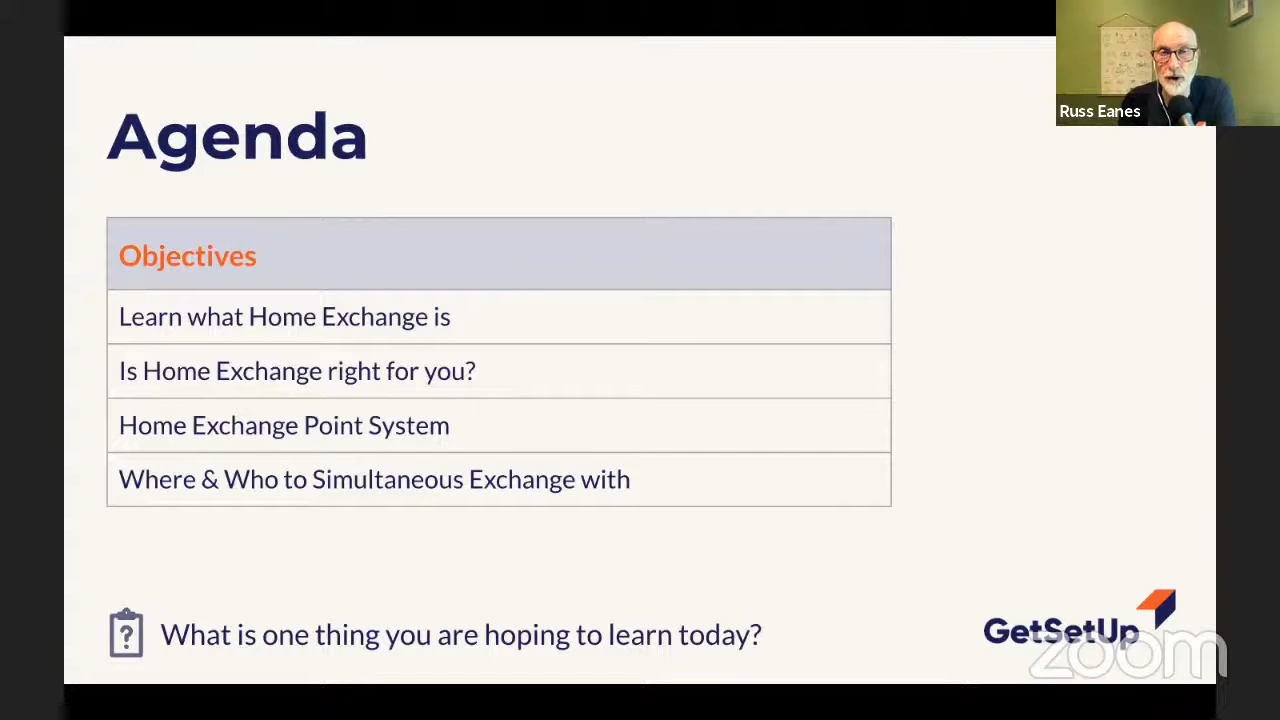 Agenda
Russ Eanes
Objectives
Learn what Home Exchange is
Is Home Exchange right for you?
Home Exchange Point System
Where & Who to Simultaneous Exchange with
What is one thing you are hoping to learn today?
GetSetUp
zoom